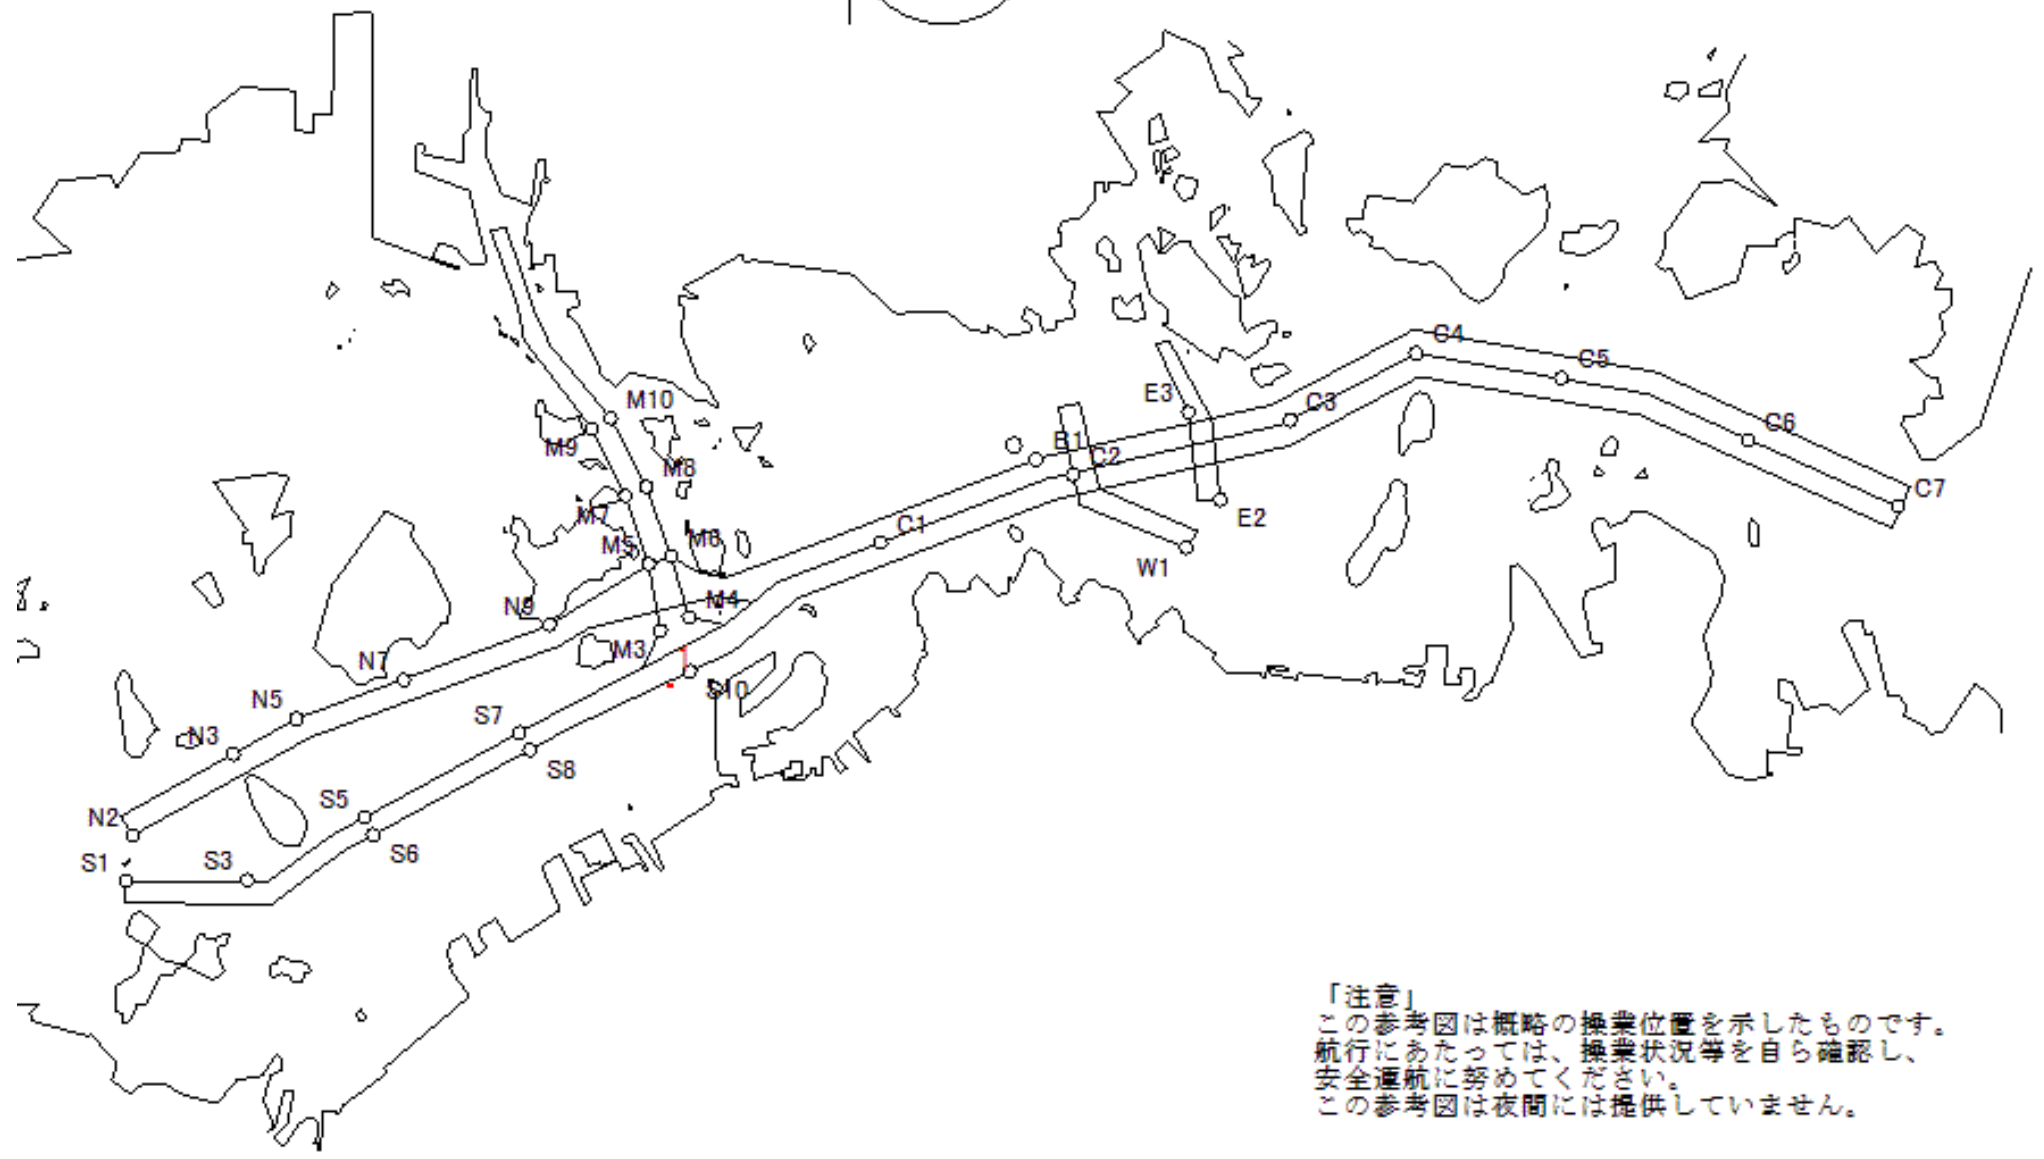 C4
C5
M10
E3
C3
C6
M9
B1
C2
M8
C7
M7
E2
C1
M5
M6
W1
N9
M4
M3
N7
S10
N5
S7
N3
S8
S5
N2
S6
S1
S3
「注意」
この参考図は概略の操業位置を示したものです。
航行にあたっては、操業状況等を自ら確認し、
安全運航に努めてください。
この参考図は夜間には提供していません。